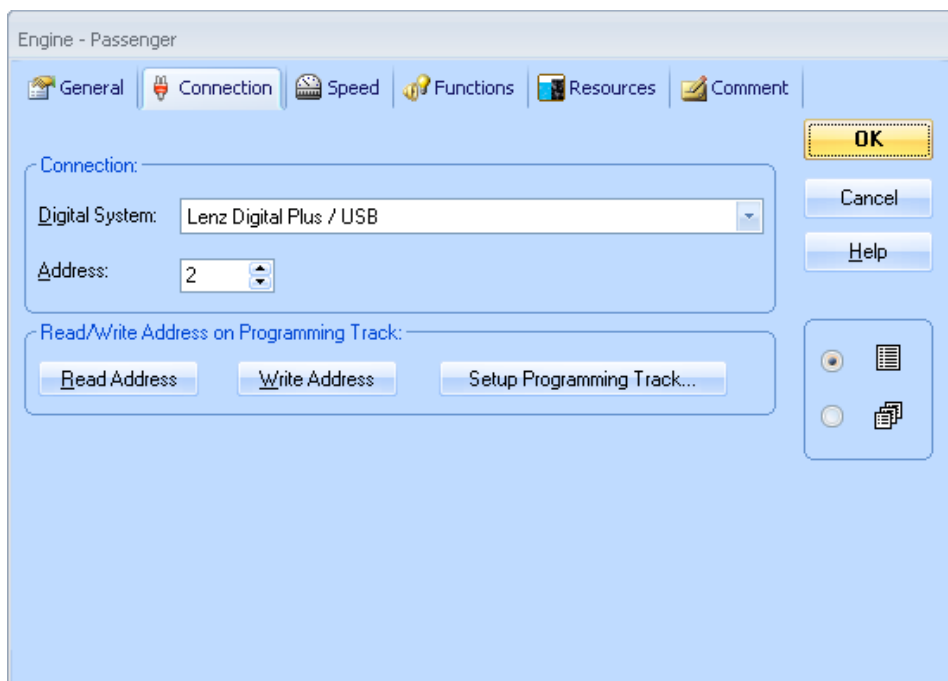 Engine - Passenger
General Connection Speed Functions Resources Comment
OK
Connection:
Digital System: Lenz Digital Plus / USB
Cancel
Address: 2
Help
Read/Write Address on Programming Track:
Read Address Write Address Setup Programming Track...